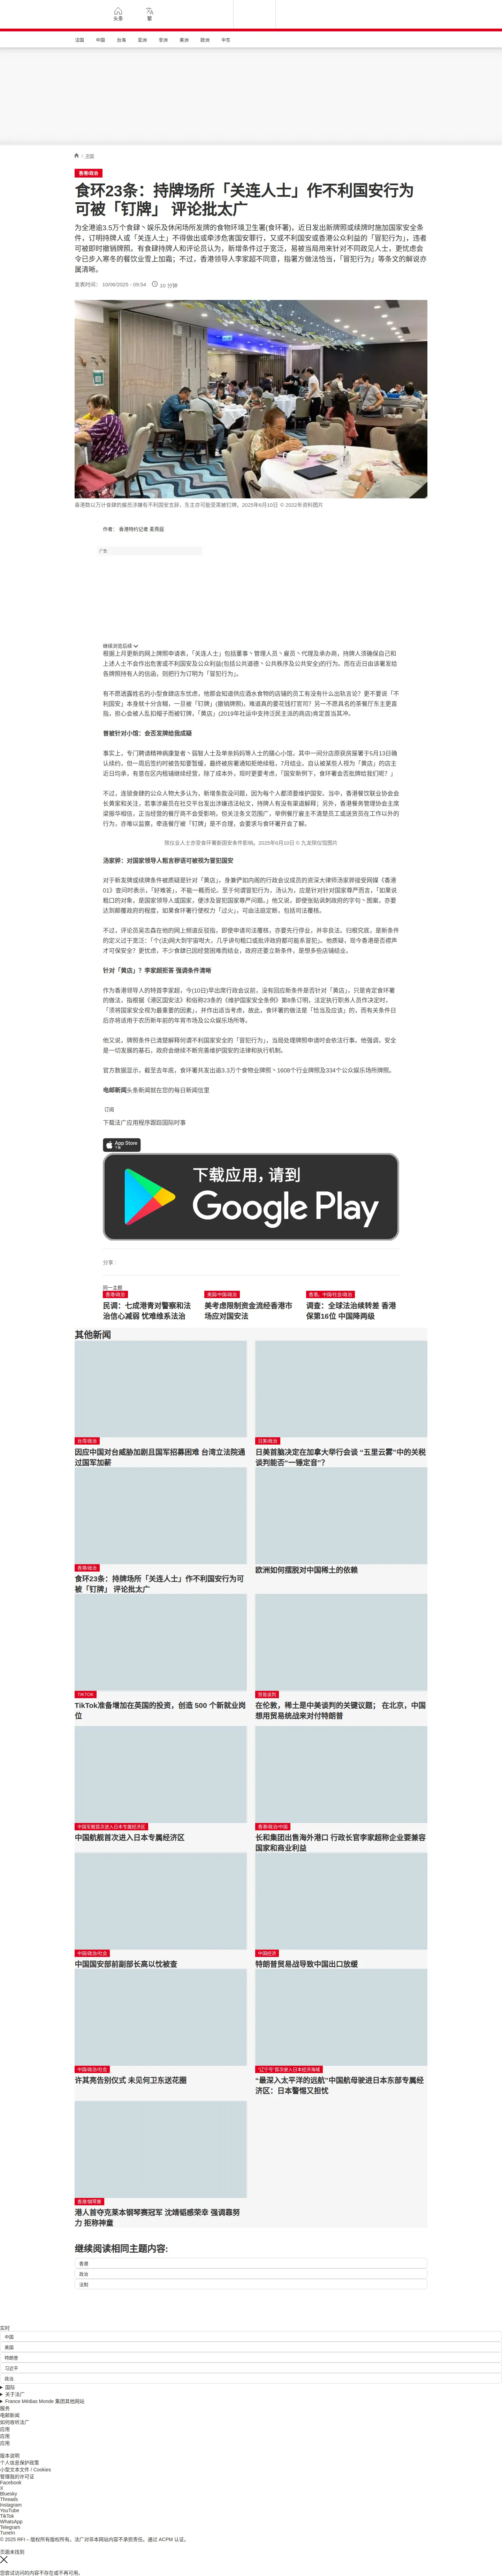 头条
繁
法国
中国
台海
亚洲
非洲
美洲
欧洲
中东
/ 中国
香港/政治
食环23条：持牌场所「关连人士」作不利国安行为
可被「钉牌」 评论批太广
为全港逾3.5万个食肆丶娱乐及休闲场所发牌的食物环境卫生署(食环署)，近日发出新牌照或续牌时施加国家安全条
件，订明持牌人或「关连人士」不得做出或牵涉危害国安罪行，又或不利国安或香港公众利益的「冒犯行为」，违者
可被即时撤销牌照。有食肆持牌人和评论员认为，新增条件过于宽泛，易被当局用来针对不同政见人士，更忧虑会
令已步入寒冬的餐饮业雪上加霜；不过，香港领导人李家超不同意，指署方做法恰当，「冒犯行为」等条文的解说亦
属清晰。
发表时间： 10/06/2025 - 09:54
10 分钟
香港数以万计食肆的僱员涉嫌有不利国安言辞，东主亦可能受累被钉牌。2025年6月10日 © 2022年资料图片
作者： 香港特约记者 麦燕庭
广告
继续浏览后续
根据上月更新的网上牌照申请表，「关连人士」包括董事丶管理人员丶雇员丶代理及承办商，持牌人须确保自己和
上述人士不会作出危害或不利国安及公众利益(包括公共道德丶公共秩序及公共安全)的行为。而在近日由该署发给
各牌照持有人的信函，则把行为订明为「冒犯行为」。
有不愿透露姓名的小型食肆店东忧虑，他那会知道供应酒水食物的店铺的员工有没有什么出轨言论？更不要说「不
利国安」本身就十分含糊，一旦被「钉牌」(撤销牌照)，难道真的要花钱打官司？另一不愿具名的茶餐厅东主更直
指，担心会被人乱扣帽子而被钉牌，「黄店」(2019年社运中支持泛民主派的商店)肯定首当其冲。
曾被针对小馆：会否发牌给我成疑
事实上，专门聘请精神病康复者丶弱智人士及单亲妈妈等人士的膳心小馆，其中一间分店原获房屋署于5月13日确
认续约，但一周后签约时被告知要暂缓，最终被房署通知拒绝续租，7月结业。自认被某些人视为「黄店」的店主
近日均承，有意在区内租铺继续经营，除了成本外，现时更要考虑，「国安新例下，食环署会否批牌给我们呢？」
不过，连锁食肆的公众人物大多认为，新增条款没问题，因为每个人都须要维护国安。当中，香港餐饮联业协会会
长黄家和关注，若事涉雇员在社交平台发出涉嫌违法帖文，持牌人有没有渠道解释；另外，香港餐务管理协会主席
梁振华相信，正当经营的餐厅商不会受影响，但关注条文范围广，举例餐厅雇主不清楚员工或送货员在工作以外的
行为，亦难以监察，牵连餐厅被「钉牌」是不合理，会要求与食环署开会了解。
殡仪业人士亦受食环署新国安条件影响。2025年6月10日 © 九龙殡仪馆图片
汤家骅：对国家领导人粗言秽语可被视为冒犯国安
对于新发牌或续牌条件被质疑是针对「黄店」，身兼俨如内阁的行政会议成员的资深大律师汤家骅接受网媒《香港
01》查问时表示，「好难答」，不能一概而论。至于何谓冒犯行为，汤认为，应是针对针对国家尊严而言，「如果说
粗口的对象，是国家领导人或国家，便涉及冒犯国家尊严问题。」他又说，即便张贴讽刺政府的字句丶图案，亦要
达到颠覆政府的程度，如果食环署行使权力「过火」，可由法庭定断，包括司法覆核。
不过，评论员吴志森在他的网上频道反驳指，即使申请司法覆核，亦要先行停业，并非良法。归根究底，是新条件
的定义过于宽泛：「个(法)网大到宇宙咁大，几乎讲句粗口或批评政府都可能系冒犯」。他质疑，现今香港是否襟声
才可保安全？更忧虑，不少食肆已因经营困难而结业，政府还要立新条件，是想多些店铺结业。
针对「黄店」？李家超拒答 强调条件清晰
作为香港领导人的特首李家超，今(10日)早出席行政会议前，没有回应新条件是否针对「黄店」，只是肯定食环署
的做法，指根据《港区国安法》和俗称23条的《维护国家安全条例》第8条订明，法定执行职务人员作决定时，
「须将国家安全视为最重要的因素」，并作出适当考虑，故此，食环署的做法是「恰当及应该」的，而有关条件日
后亦将适用于农历新年前的年宵市场及公众娱乐场所等。
他又说，牌照条件已清楚解释何谓不利国家安全的「冒犯行为」，当局处理牌照申请时会依法行事。他强调，安全
是一切发展的基石，政府会继续不断完善维护国安的法律和执行机制。
官方数据显示，截至去年底，食环署共发出逾3.3万个食物业牌照丶1608个行业牌照及334个公众娱乐场所牌照。
电邮新闻头条新闻就在您的每日新闻信里
订阅
下载法广应用程序跟踪国际时事
App Store
下载应用，请到
Google Play
分享 :
同一主题
香港/政治
民调：七成港青对警察和法
治信心减弱 忧难维系法治
美国/中国/政治
美考虑限制资金流经香港市
场应对国安法
香港、中国/社会/政治
调查：全球法治续转差 香港
保第16位 中国降两级
其他新闻
台湾/政治
因应中国对台威胁加剧且国军招募困难 台湾立法院通
过国军加薪
日美/政治
日美首脑决定在加拿大举行会谈 “五里云雾”中的关税
谈判能否“一锤定音”？
香港/政治
食环23条：持牌场所「关连人士」作不利国安行为可
被「钉牌」 评论批太广
欧洲如何摆脱对中国稀土的依赖
TIKTOK
TikTok准备增加在英国的投资，创造 500 个新就业岗
位
贸易谈判
在伦敦，稀土是中美谈判的关键议题； 在北京，中国
想用贸易统战来对付特朗普
中国军舰首次进入日本专属经济区
中国航舰首次进入日本专属经济区
香港/政治/中国
长和集团出售海外港口 行政长官李家超称企业要兼容
国家和商业利益
中国/政治/社会
中国国安部前副部长高以忱被查
中国经济
特朗普贸易战导致中国出口放缓
中国/政治/社会
许其亮告别仪式 未见何卫东送花圈
“辽宁号”首次驶入日本经济海域
“最深入太平洋的远航”中国航母驶进日本东部专属经
济区：日本警惕又担忧
香港/钢琴赛
港人首夺克莱本钢琴赛冠军 沈靖韬感荣幸 强调靠努
力 拒称神童
继续阅读相同主题内容:
香港
政治
法制
实时
中国
美国
特朗普
习近平
政治
国际
关于法广
France Médias Monde 集团其他网站
服务
电邮新闻
如何收听法广
应用
应用
应用
版本说明
个人信息保护政策
小型文本文件 / Cookies
管理我的许可证
Facebook
X
Bluesky
Threads
Instagram
YouTube
TikTok
WhatsApp
Telegram
TuneIn
© 2025 RFI – 版权所有版权所有。法广对非本网站内容不承担责任。通过 ACPM 认证。
页面未找到
您尝试访问的内容不存在或不再可用。